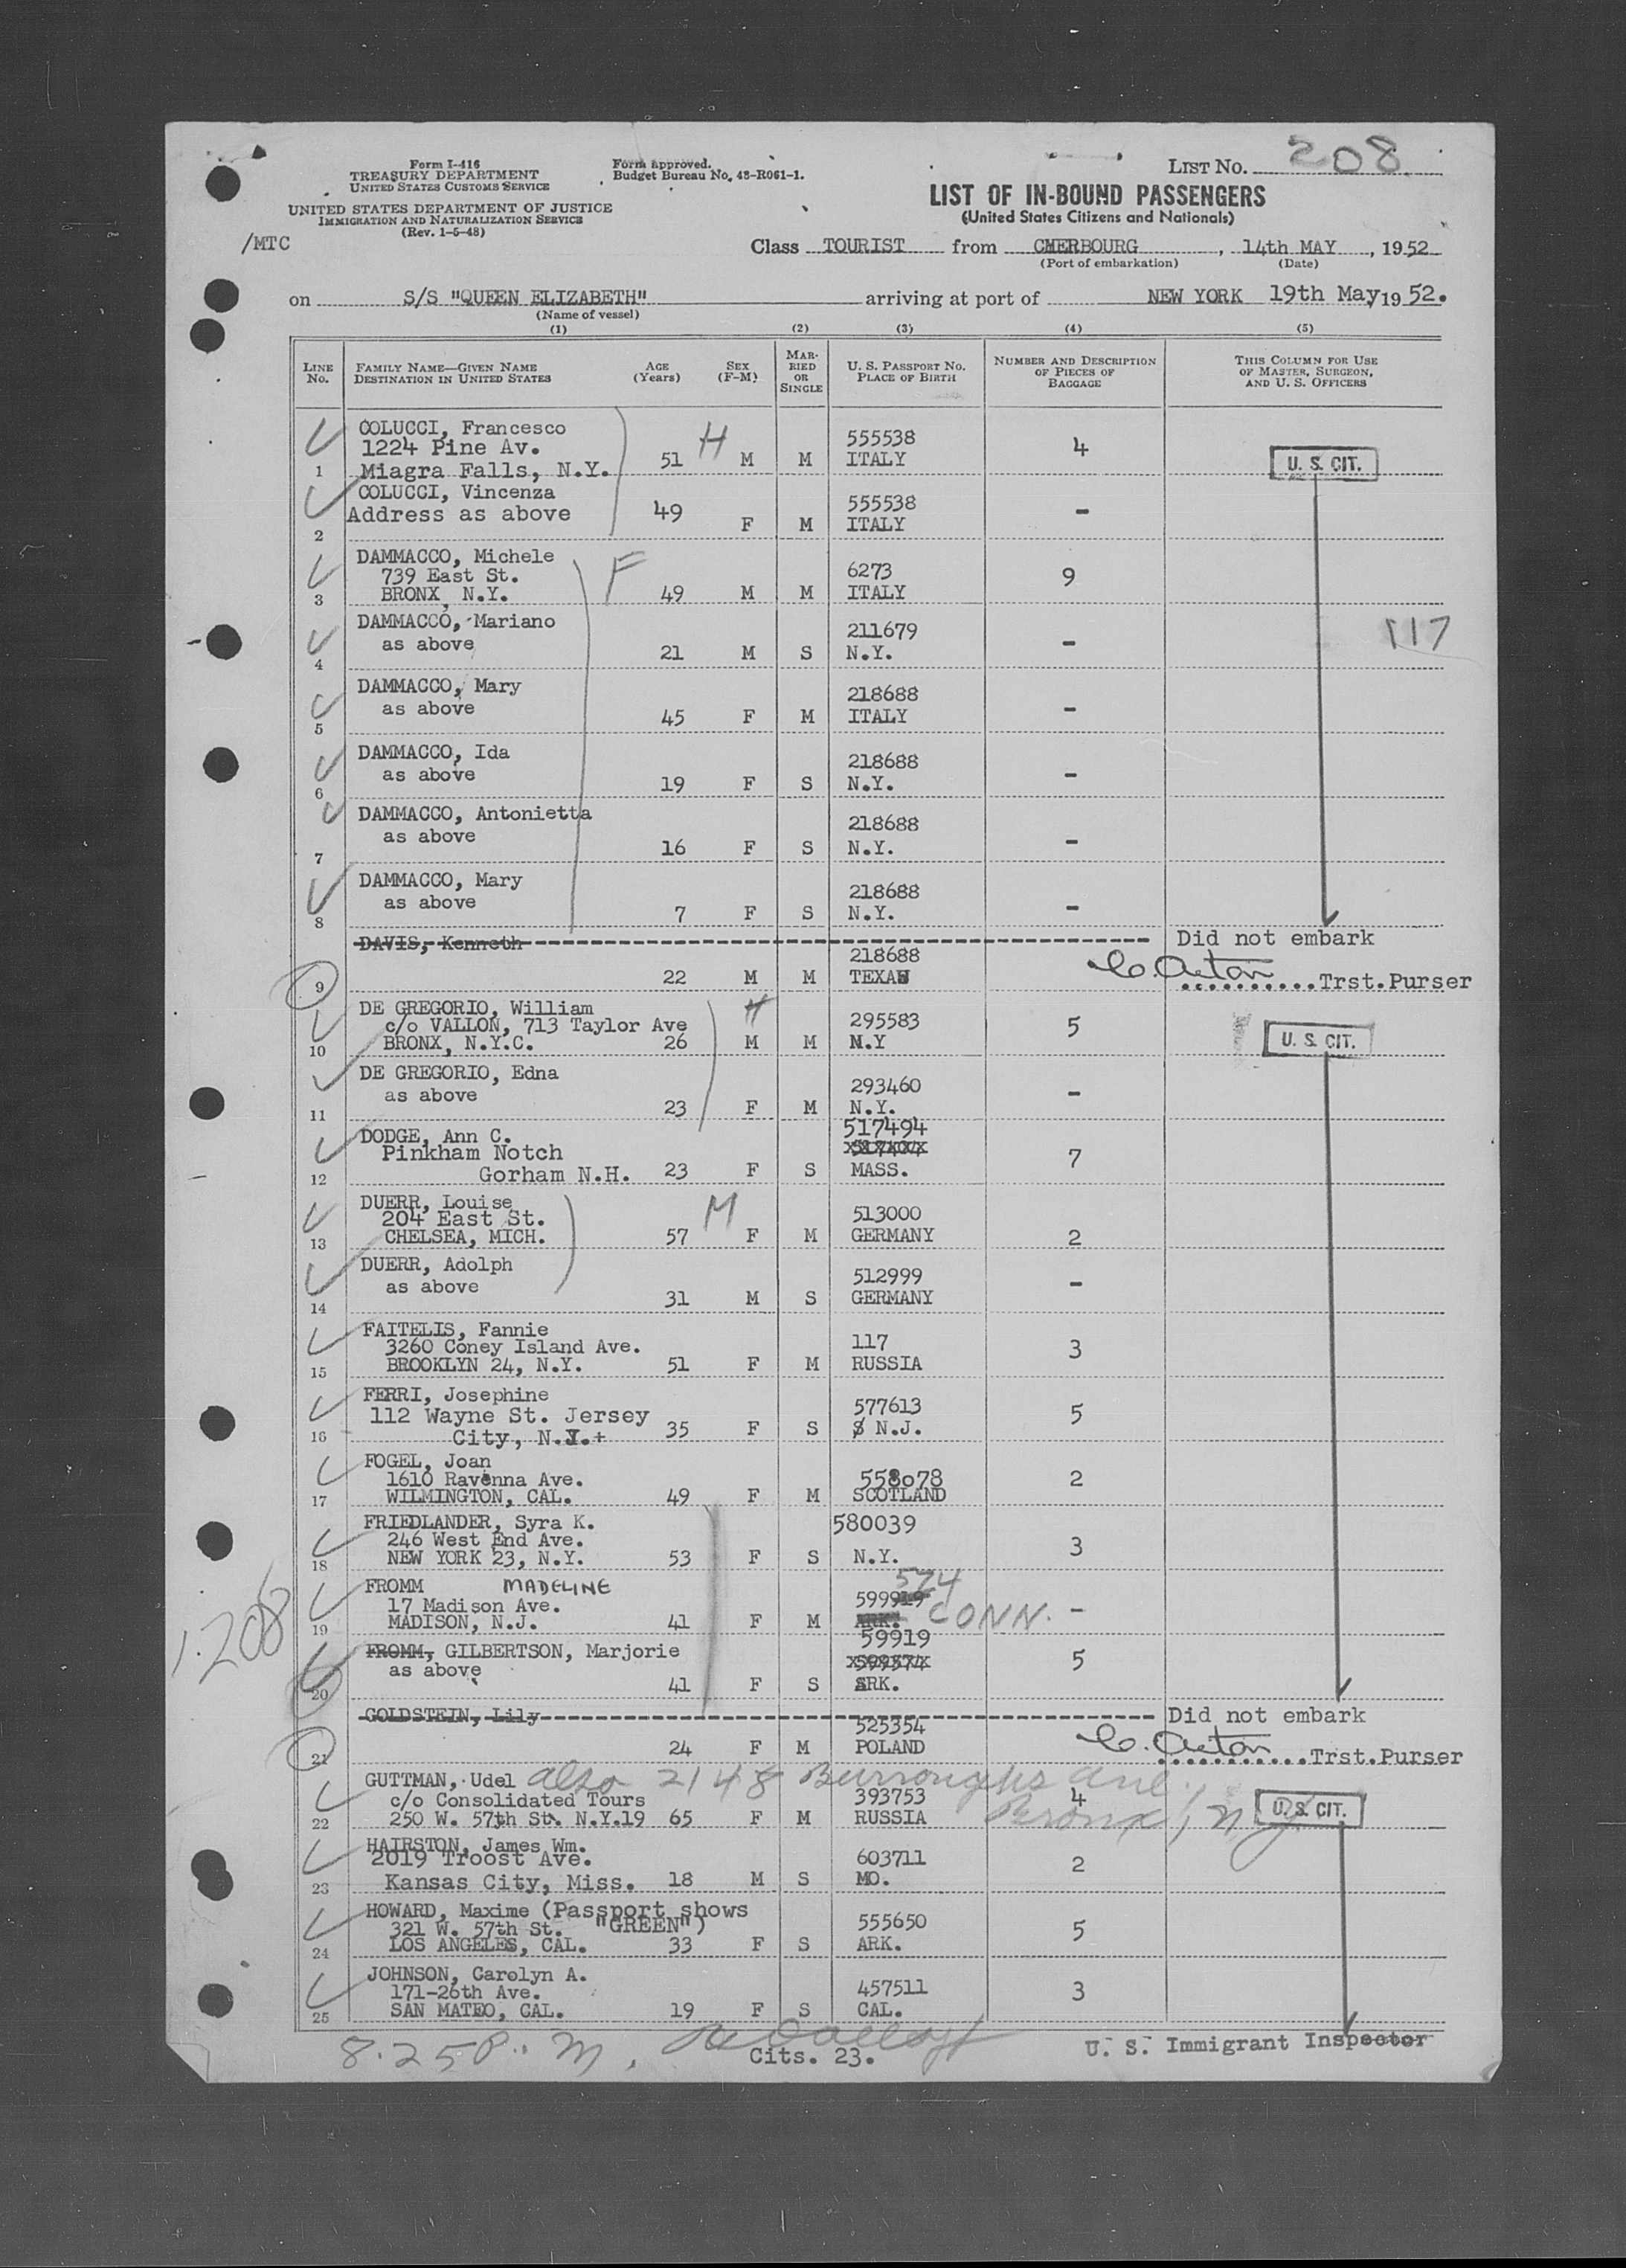 Form I-416
TREASURY DEPARTMENT
UNITED STATES CUSTOMS SERVICE
UNITED STATES DEPARTMENT OF JUSTICE
IMMIGRATION AND NATURALIZATION SERVICE
(Rev. 1-5-48)
/MTC
Form approved.
Budget Bureau No. 43-R061-1.
LIST NO. 208
LIST OF IN-BOUND PASSENGERS
(United States Citizens and Nationals)
Class TOURIST from CHERBOURG, 14th MAY, 1952
(Port of embarkation) (Date)
on S/S "QUEEN ELIZABETH" arriving at port of NEW YORK 19th May 1952.
(Name of vessel)
(1) (2) (3) (4) (5)
LINE No. FAMILY NAME—GIVEN NAME DESTINATION IN UNITED STATES AGE (Years) SEX (F-M) MARRIED OR SINGLE U. S. PASSPORT NO. PLACE OF BIRTH NUMBER AND DESCRIPTION OF PIECES OF BAGGAGE THIS COLUMN FOR USE OF MASTER, SURGEON, AND U. S. OFFICERS
COLUCCI, Francesco 555538
1224 Pine Av. H 4
1 Miagra Falls, N.Y. 51 M M ITALY U. S. CIT.
COLUCCI, Vincenza 555538
Address as above 49 -
2 F M ITALY
DAMMACCO, Michele F 6273
739 East St. 9
3 BRONX, N.Y. 49 M M ITALY
DAMMACCO, Mariano 211679 117
as above -
4 21 M S N.Y.
DAMMACCO, Mary 218688
as above -
5 45 F M ITALY
DAMMACCO, Ida 218688
as above -
6 19 F S N.Y.
DAMMACCO, Antonietta 218688
as above -
7 16 F S N.Y.
DAMMACCO, Mary 218688
as above -
8 7 F S N.Y.
DAVIS, Kenneth Did not embark
218688
9 22 M M TEXAS Trst.Purser
DE GREGORIO, William H 295583
c/o VALLON, 713 Taylor Ave 5
10 BRONX, N.Y.C. 26 M M N.Y U. S. CIT.
DE GREGORIO, Edna 293460
as above -
11 23 F M N.Y.
DODGE, Ann C. 517494
Pinkham Notch 7
12 Gorham N.H. 23 F S MASS.
DUERR, Louise M 513000
204 East St.
13 CHELSEA, MICH. 57 F M GERMANY 2
DUERR, Adolph 512999
as above -
14 31 M S GERMANY
FAITELIS, Fannie 117
3260 Coney Island Ave. 3
15 BROOKLYN 24, N.Y. 51 F M RUSSIA
FERRI, Josephine 577613
112 Wayne St. Jersey 5
16 City, N.J.+ 35 F S N.J.
FOGEL, Joan 558078
1610 Ravenna Ave. 2
17 WILMINGTON, CAL. 49 F M SCOTLAND
FRIEDLANDER, Syra K. 580039
246 West End Ave. 3
18 NEW YORK 23, N.Y. 53 F S N.Y.
FROMM MADELINE 574
17 Madison Ave. 599919 -
19 MADISON, N.J. 41 F M ARK. CONN.
1.208
FROMM, GILBERTSON, Marjorie 59919
as above 599574 5
20 41 F S ARK.
GOLDSTEIN, Lily Did not embark
525354
21 24 F M POLAND Trst.Purser
GUTTMAN, Udel also 2148 Burroughs ave.
c/o Consolidated Tours 393753 4 Bronx, ny
22 250 W. 57th St. N.Y.19 65 F M RUSSIA U. S. CIT.
HAIRSTON, James Wm. 603711
2019 Troost Ave. 2
23 Kansas City, Miss. 18 M S MO.
HOWARD, Maxime (Passport shows 555650
321 W. 57th St. "GREEN") 5
24 LOS ANGELES, CAL. 33 F S ARK.
JOHNSON, Carolyn A. 457511
171-26th Ave. 3
25 SAN MATEO, CAL. 19 F S CAL.
8.25 P.M.
Cits. 23. U. S. Immigrant Inspector